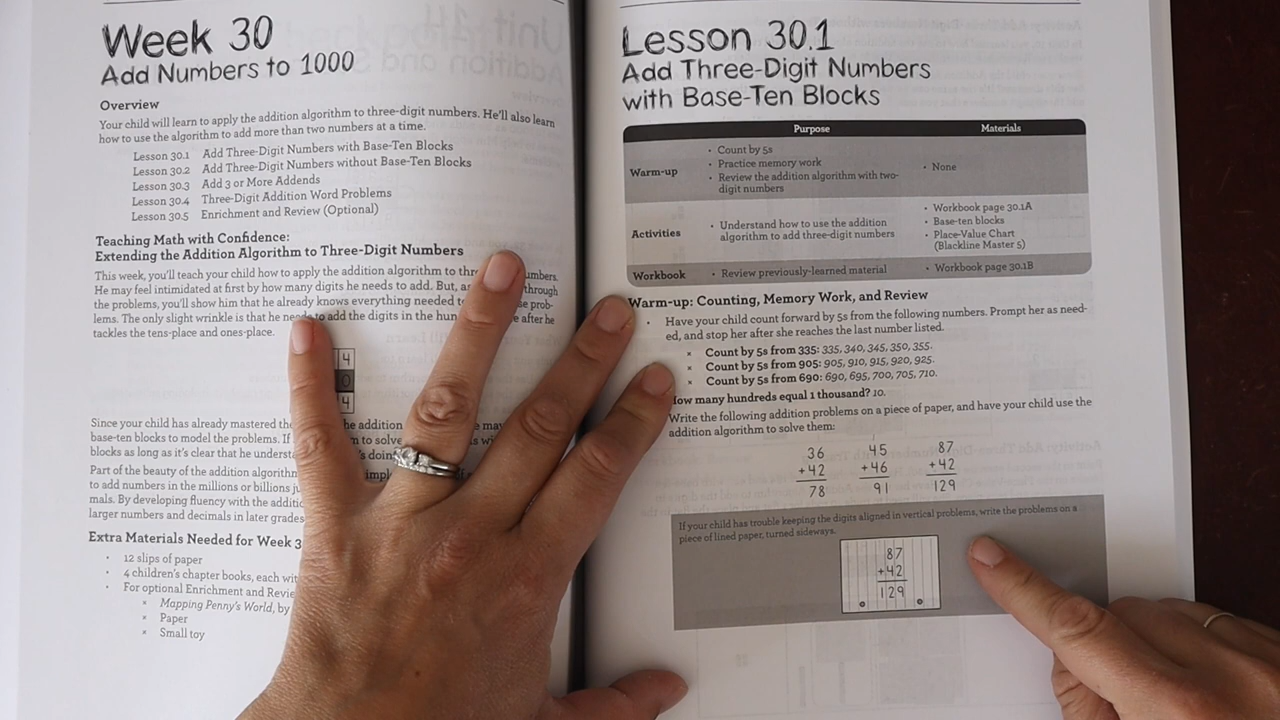 Week 30
Add Numbers to 1000
Overview
Your child will learn to apply the addition algorithm to three-digit numbers. He'll also learn
how to use the algorithm to add more than two numbers at a time.
Lesson 30.1 Add Three-Digit Numbers with Base-Ten Blocks
Lesson 30.2 Add Three-Digit Numbers without Base-Ten Blocks
Lesson 30.3 Add 3 or More Addends
Lesson 30.4 Three-Digit Addition Word Problems
Lesson 30.5 Enrichment and Review (Optional)
Teaching Math with Confidence:
Extending the Addition Algorithm to Three-Digit Numbers
This week, you'll teach your child how to apply the addition algorithm to
He may feel intimidated at first by how many digits he needs to add. But, through
the problems, you'll show him that he already knows everything needed prob-
lems. The only slight wrinkle is that he needs to add the digits in the after he
tackles the tens-place and ones-place.
4
0
4
Since your child has already mastered the addition may
base-ten blocks to model the problems. If to solve
blocks as long as it's clear that he
Part of the beauty of the addition algorithm
to add numbers in the millions or billions
mals. By developing fluency with the
larger numbers and decimals in later grades
Extra Materials Needed for Week
12 slips of paper
4 children's chapter books, each
For optional Enrichment and
Mapping Penny's World, by
Paper
Small toy
Lesson 30.1
Add Three-Digit Numbers
with Base-Ten Blocks
Purpose Materials
Warm-up
• Count by 5s
• Practice memory work
• Review the addition algorithm with two-
digit numbers
• None
Activities
• Understand how to use the addition
algorithm to add three-digit numbers
• Workbook page 30.1A
• Base-ten blocks
• Place-Value Chart
(Blackline Master 5)
Workbook • Review previously-learned material • Workbook page 30.1B
Warm-up: Counting, Memory Work, and Review
• Have your child count forward by 5s from the following numbers. Prompt her as need-
ed, and stop her after she reaches the last number listed.
× Count by 5s from 335: 335, 340, 345, 350, 355.
× Count by 5s from 905: 905, 910, 915, 920, 925.
× Count by 5s from 690: 690, 695, 700, 705, 710.
How many hundreds equal 1 thousand? 10.
Write the following addition problems on a piece of paper, and have your child use the
addition algorithm to solve them:
36 45 87
+42 +46 +42
78 91 129
If your child has trouble keeping the digits aligned in vertical problems, write the problems on a
piece of lined paper, turned sideways.
87
+42
129